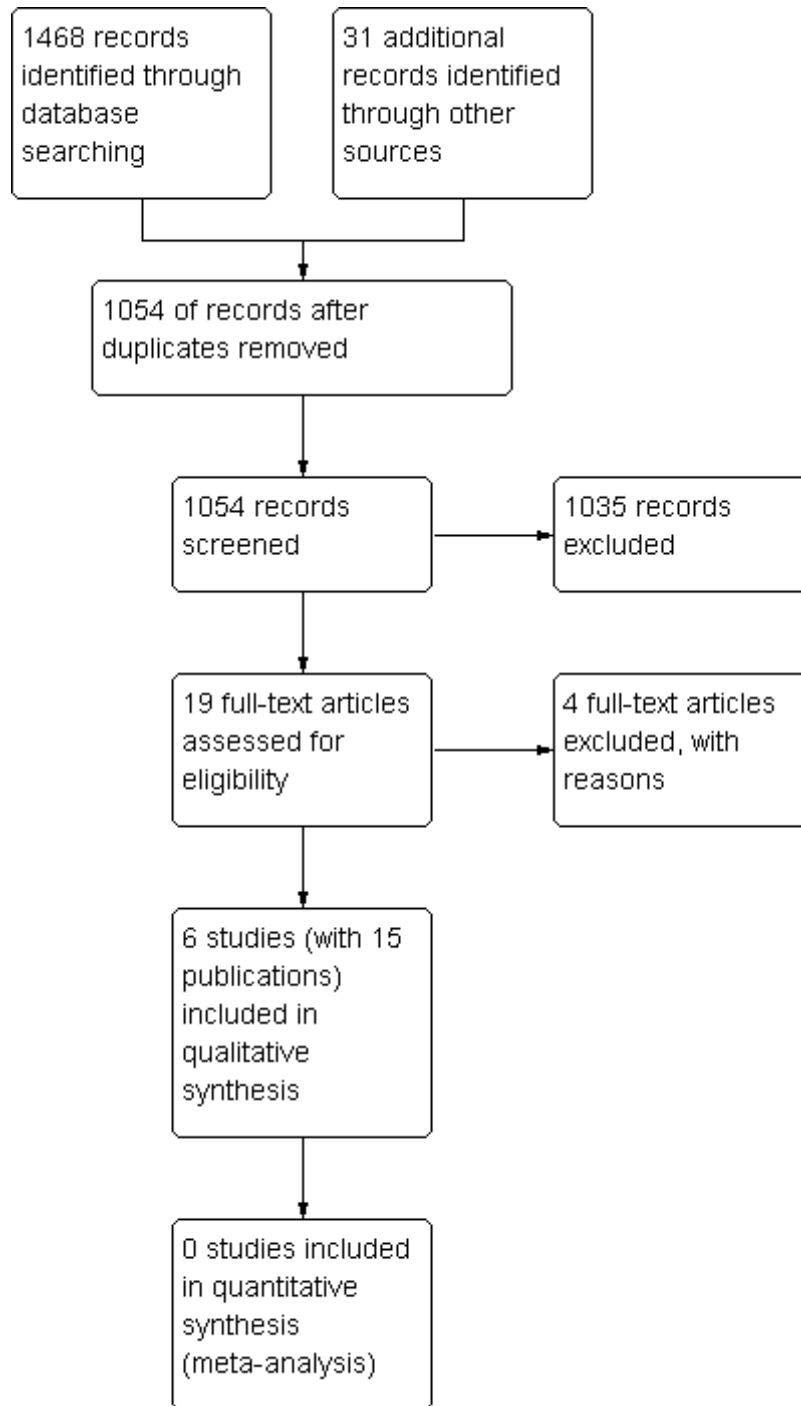 1468 records
identified through
database
searching
31 additional
records identified
through other
sources
1054 of records after
duplicates removed
1054 records
screened
1035 records
excluded
19 full-text articles
assessed for
eligibility
4 full-text articles
excluded, with
reasons
6 studies (with 15
publications)
included in
qualitative
synthesis
0 studies included
in quantitative
synthesis
(meta-analysis)